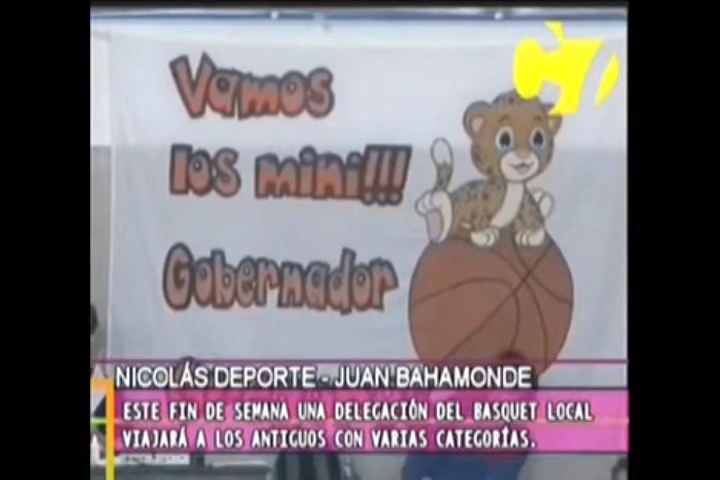 Vamos
los mini!!!
Gobernador
C7
NICOLÁS DEPORTE - JUAN BAHAMONDE
ESTE FIN DE SEMANA UNA DELEGACIÓN DEL BASQUET LOCAL
VIAJARÁ A LOS ANTIGUOS CON VARIAS CATEGORÍAS.